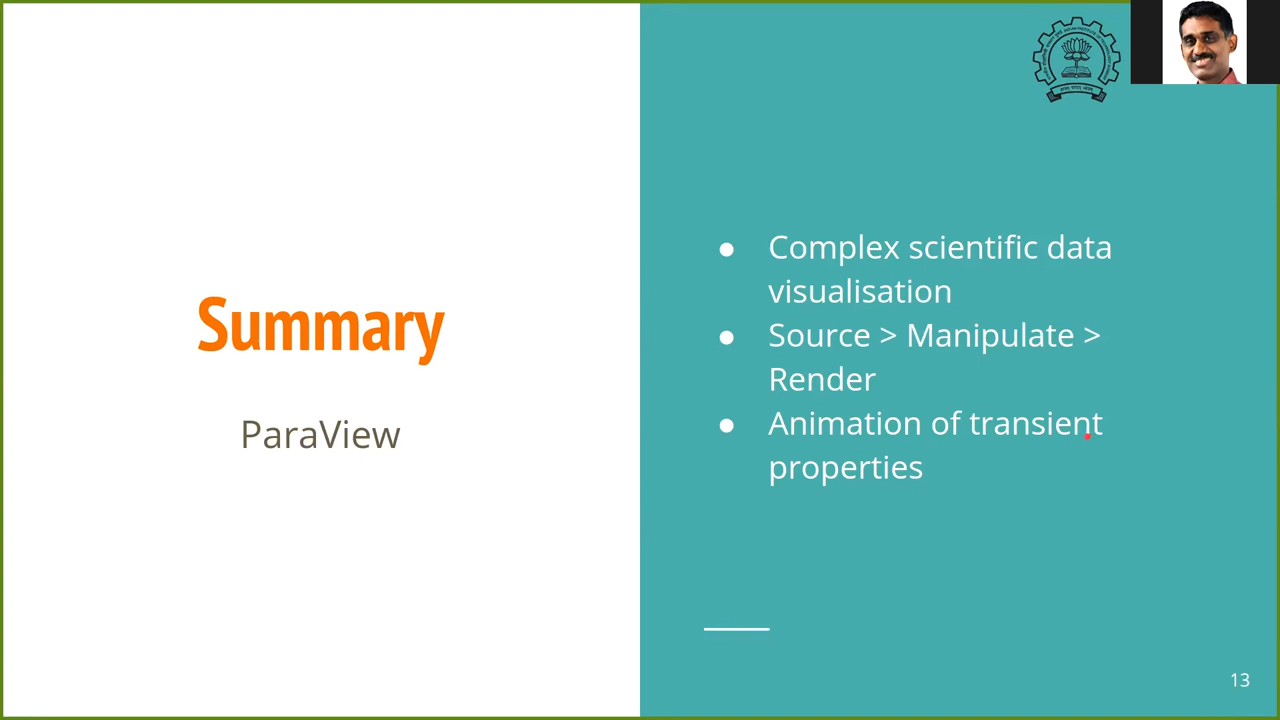 Summary
ParaView
● Complex scientific data
visualisation
● Source > Manipulate >
Render
● Animation of transient
properties
13